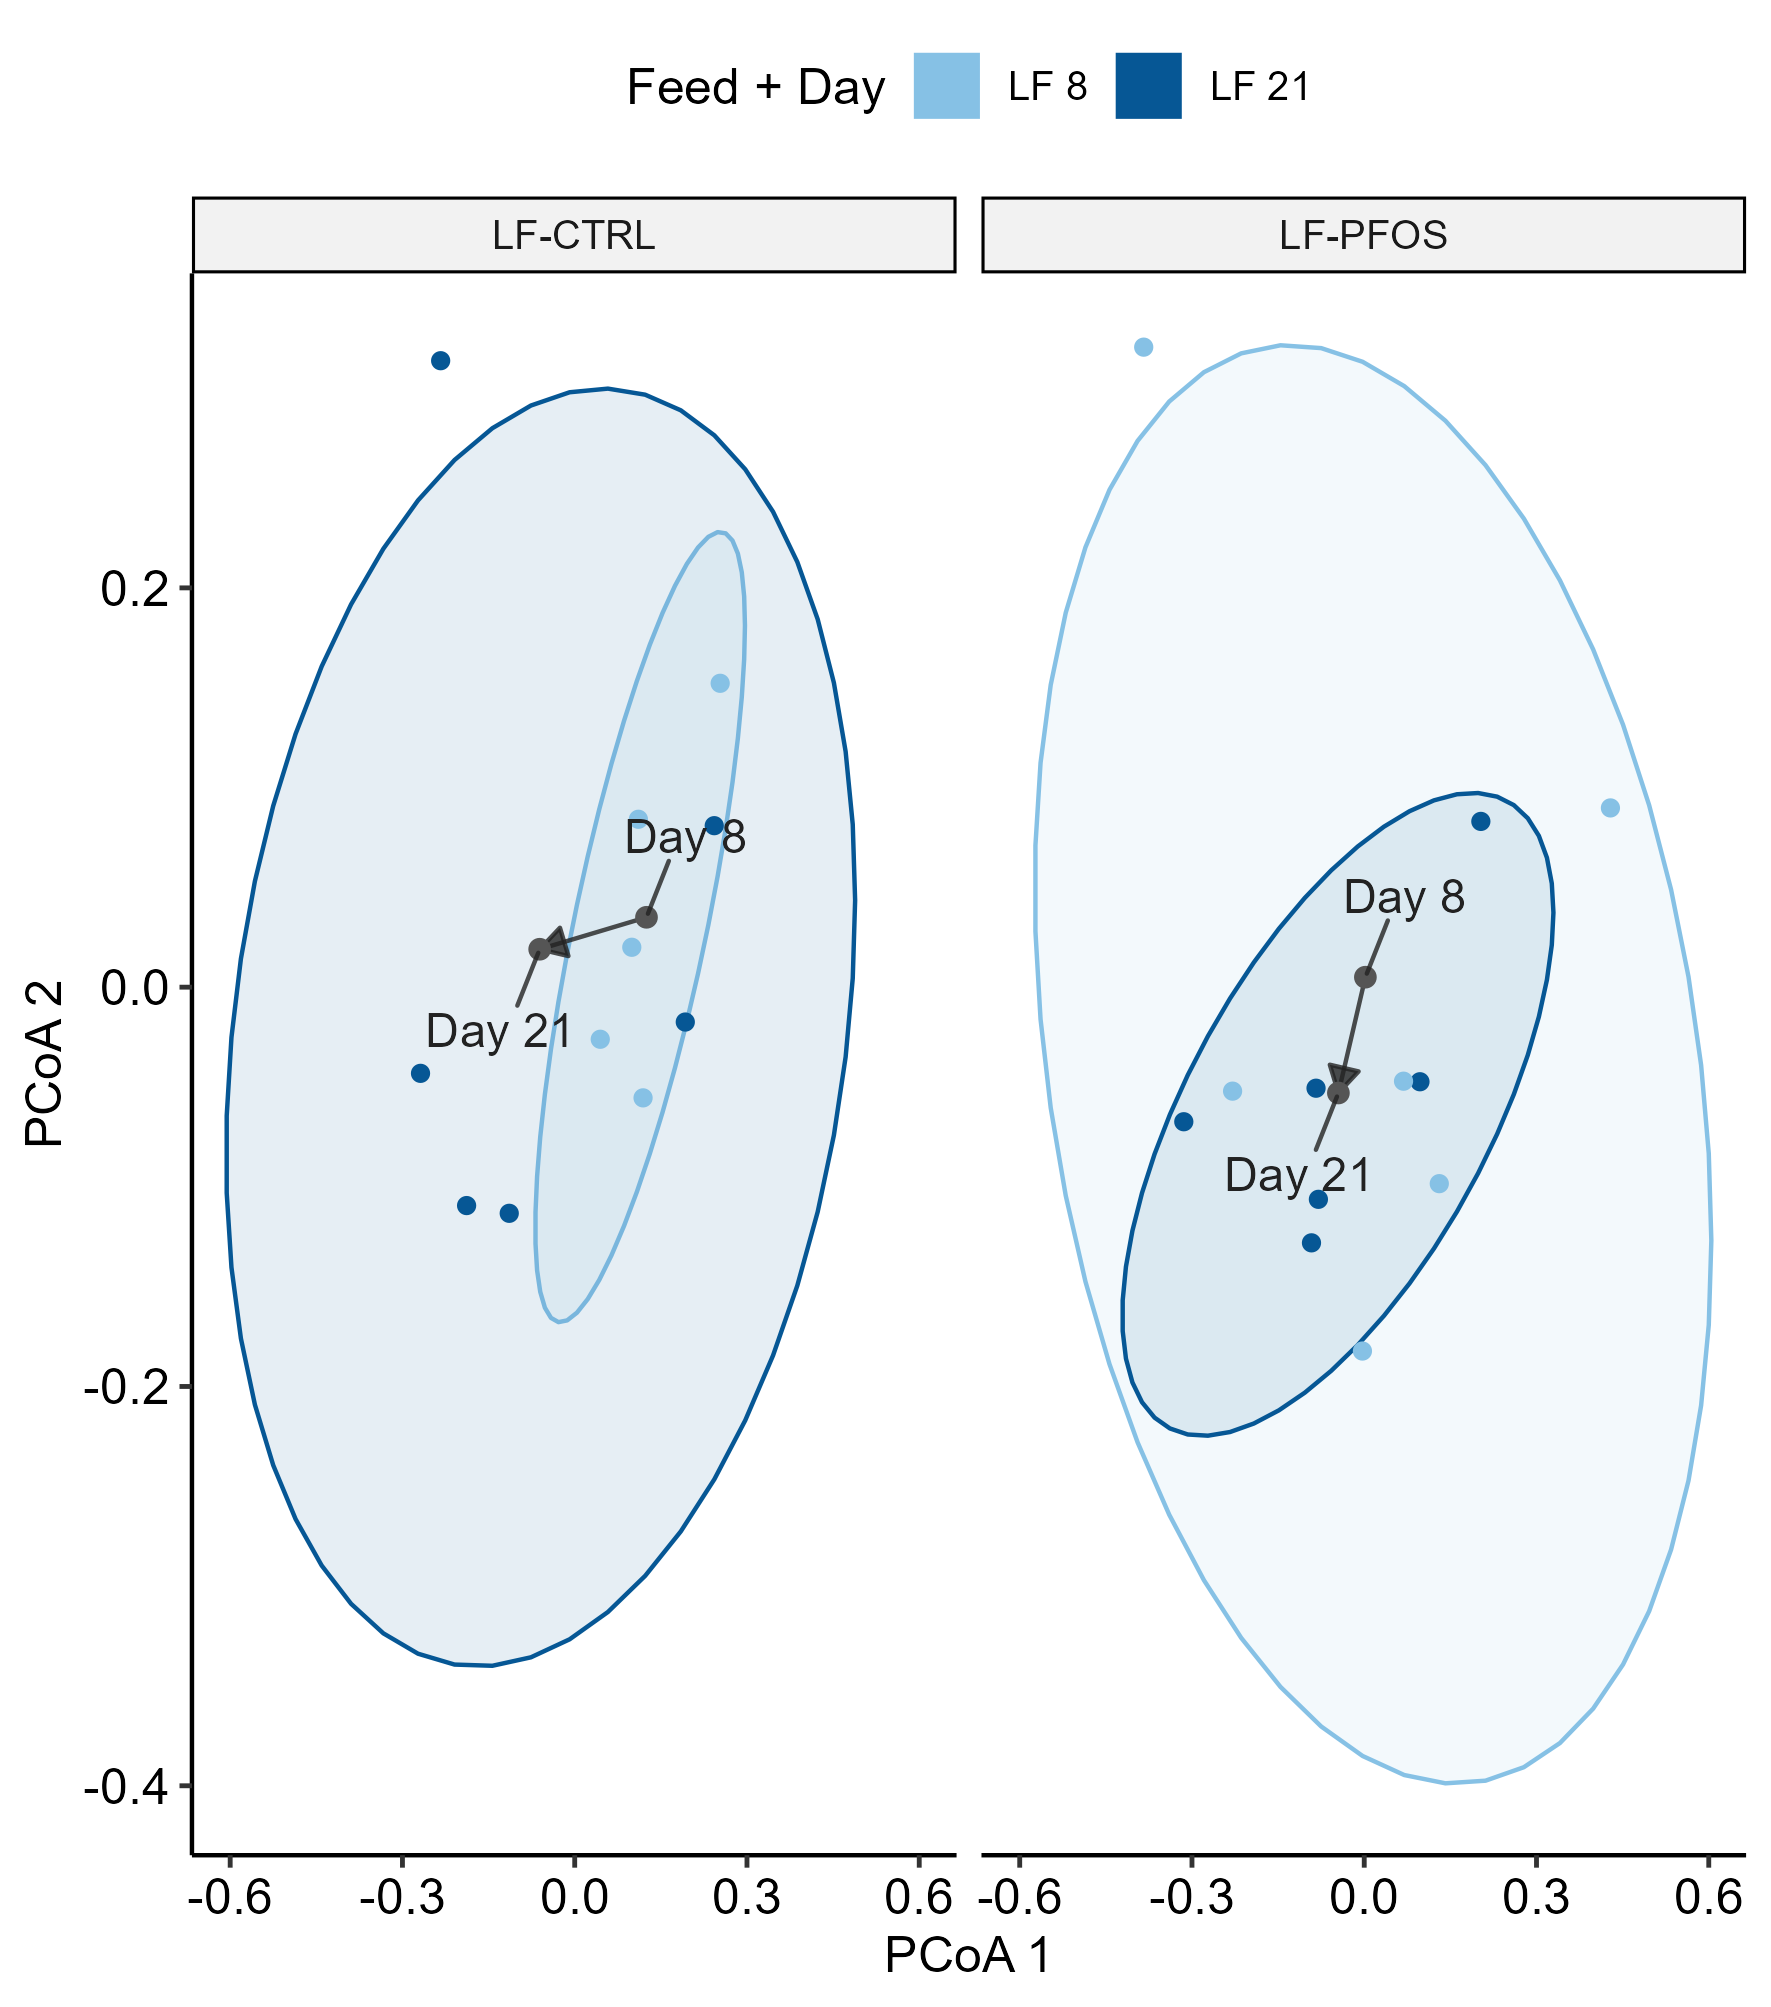 Feed + Day LF 8 LF 21
LF-CTRL LF-PFOS
PCoA 2
0.2
0.0
-0.2
-0.4
Day 8
Day 21
Day 8
Day 21
-0.6 -0.3 0.0 0.3 0.6 -0.6 -0.3 0.0 0.3 0.6
PCoA 1